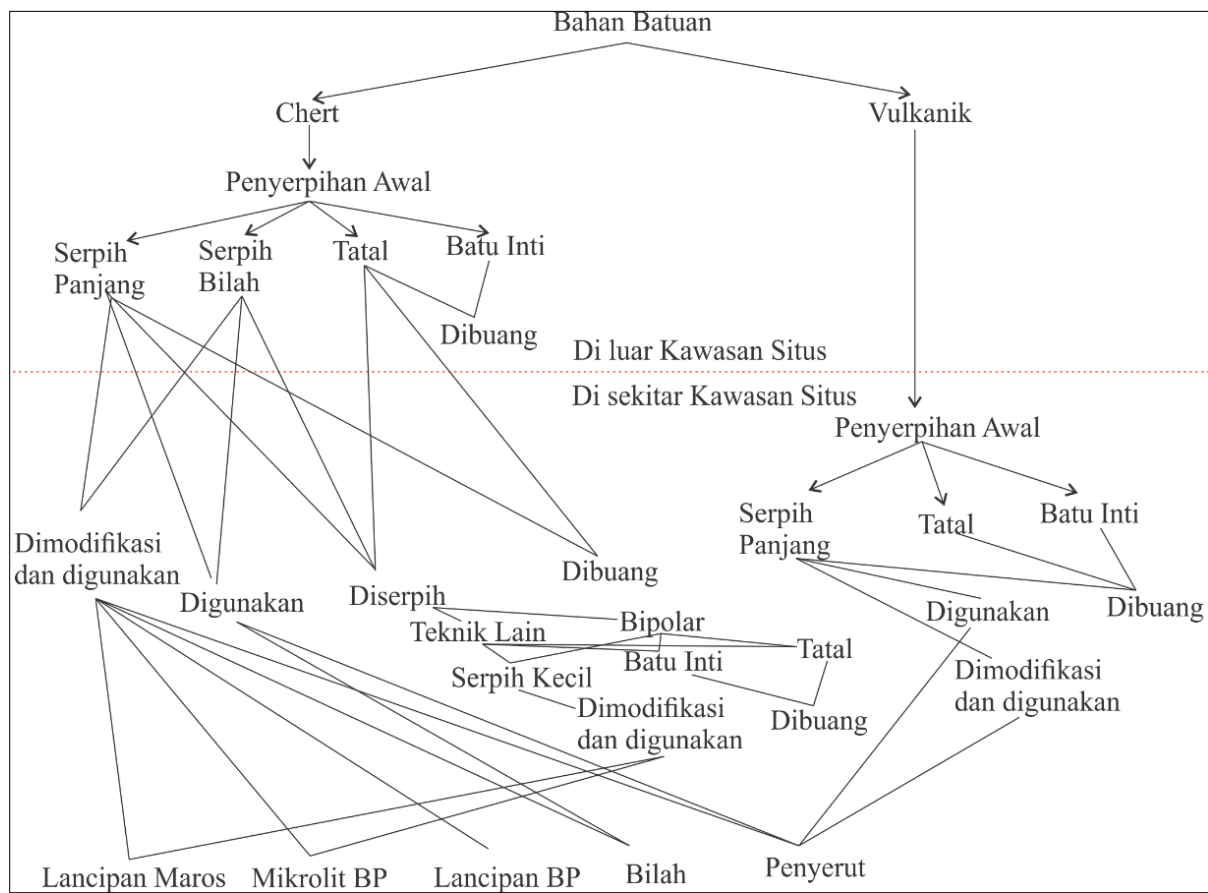 Bahan Batuan
Chert
Vulkanik
Penyerpihan Awal
Serpih
Panjang
Serpih
Bilah
Tatal
Batu Inti
Dibuang
Di luar Kawasan Situs
Di sekitar Kawasan Situs
Penyerpihan Awal
Serpih
Panjang
Tatal
Batu Inti
Dimodifikasi
dan digunakan
Digunakan
Diserpih
Dibuang
Digunakan
Dibuang
Teknik Lain
Bipolar
Batu Inti
Tatal
Serpih Kecil
Dimodifikasi
dan digunakan
Dibuang
Dimodifikasi
dan digunakan
Lancipan Maros
Mikrolit BP
Lancipan BP
Bilah
Penyerut